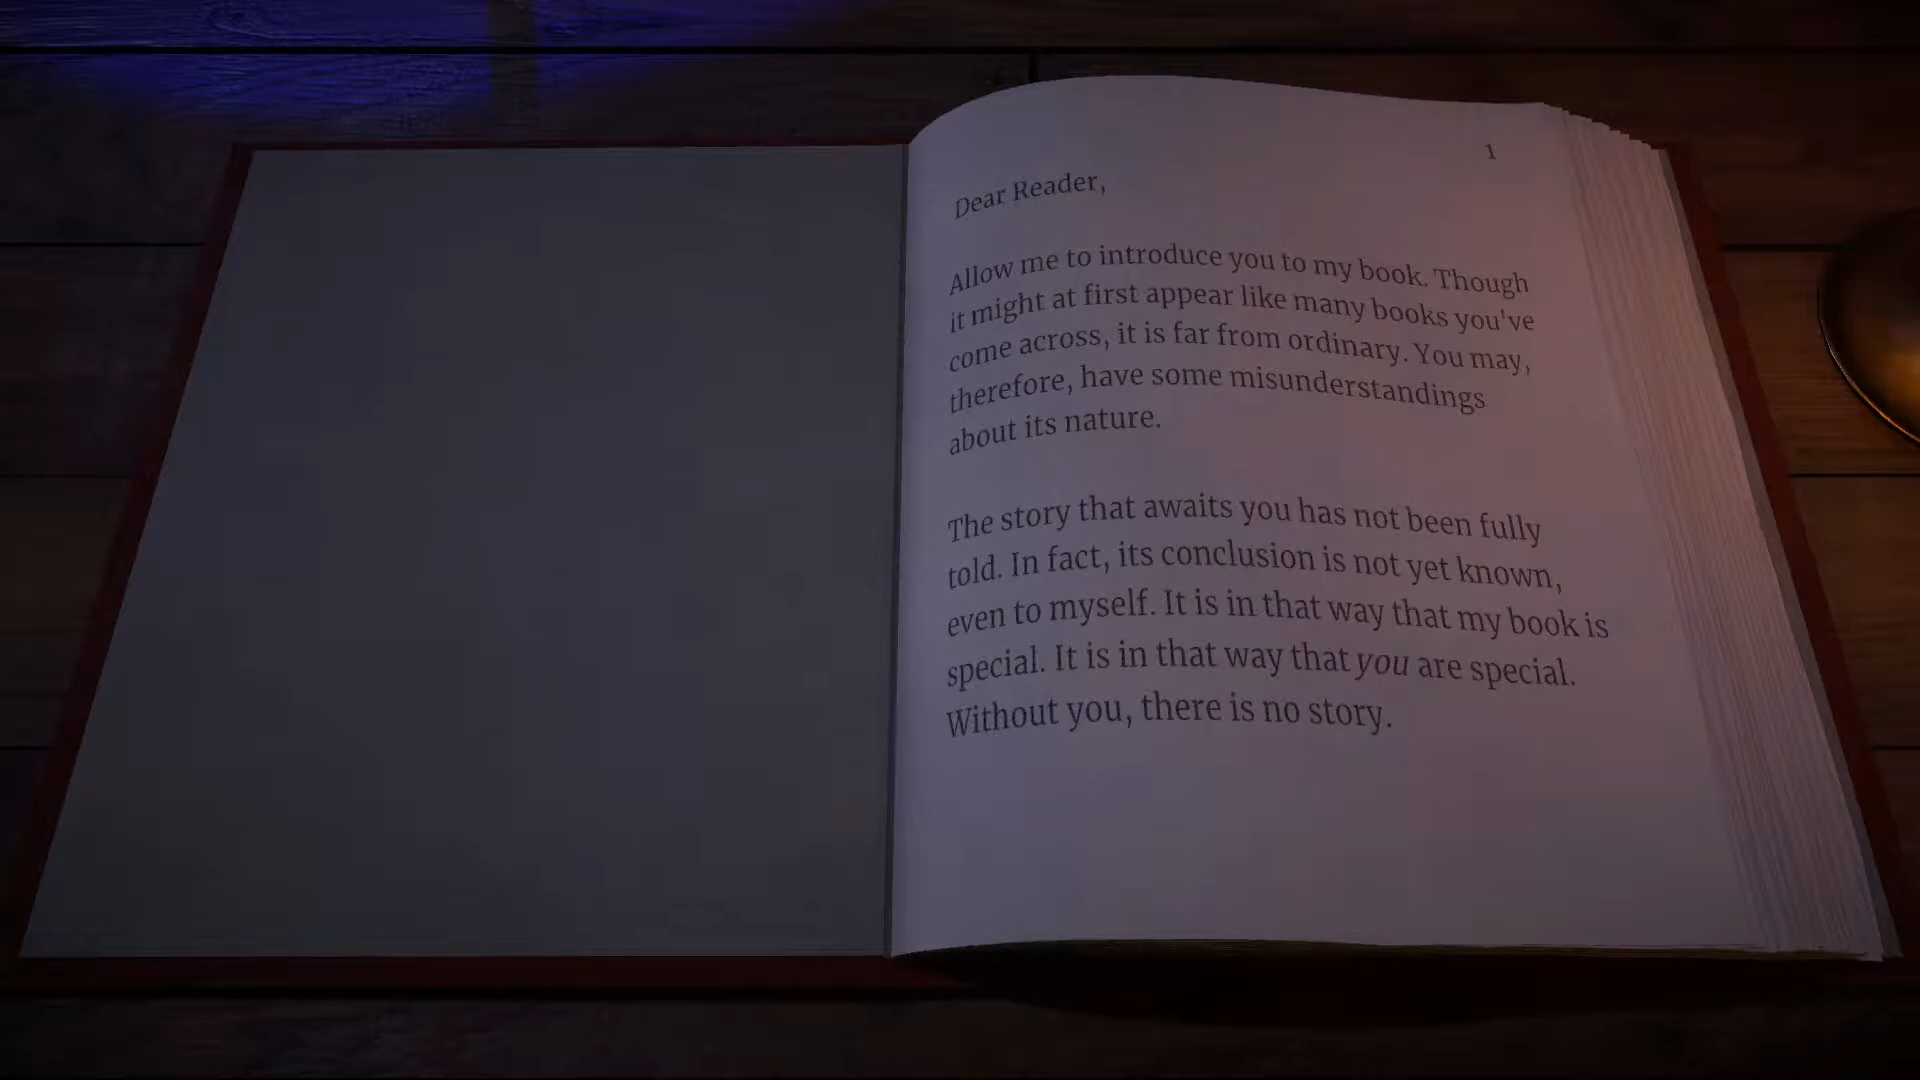 1
Dear Reader,
Allow me to introduce you to my book. Though
it might at first appear like many books you've
come across, it is far from ordinary. You may,
therefore, have some misunderstandings
about its nature.
The story that awaits you has not been fully
told. In fact, its conclusion is not yet known,
even to myself. It is in that way that my book is
special. It is in that way that you are special.
Without you, there is no story.